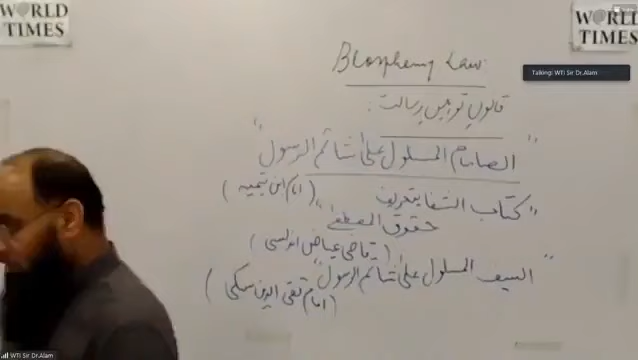 WORLD
TIMES
WORLD
TIMES
Talking: WTI Sir Dr.Alam
Blasphemy Law
قانونِ توہینِ رسالت:
"الصارم المسلول علیٰ شاتم الرسول"
(امام ابن تیمیہ)
"کتاب الشفا بتعریف
حقوق المصطفیٰ"
(قاضی عیاض اندلسی)
"السیف المسلول علیٰ شاتم الرسول"
(امام تقی الدین سبکی)
WTI Sir Dr.Alam